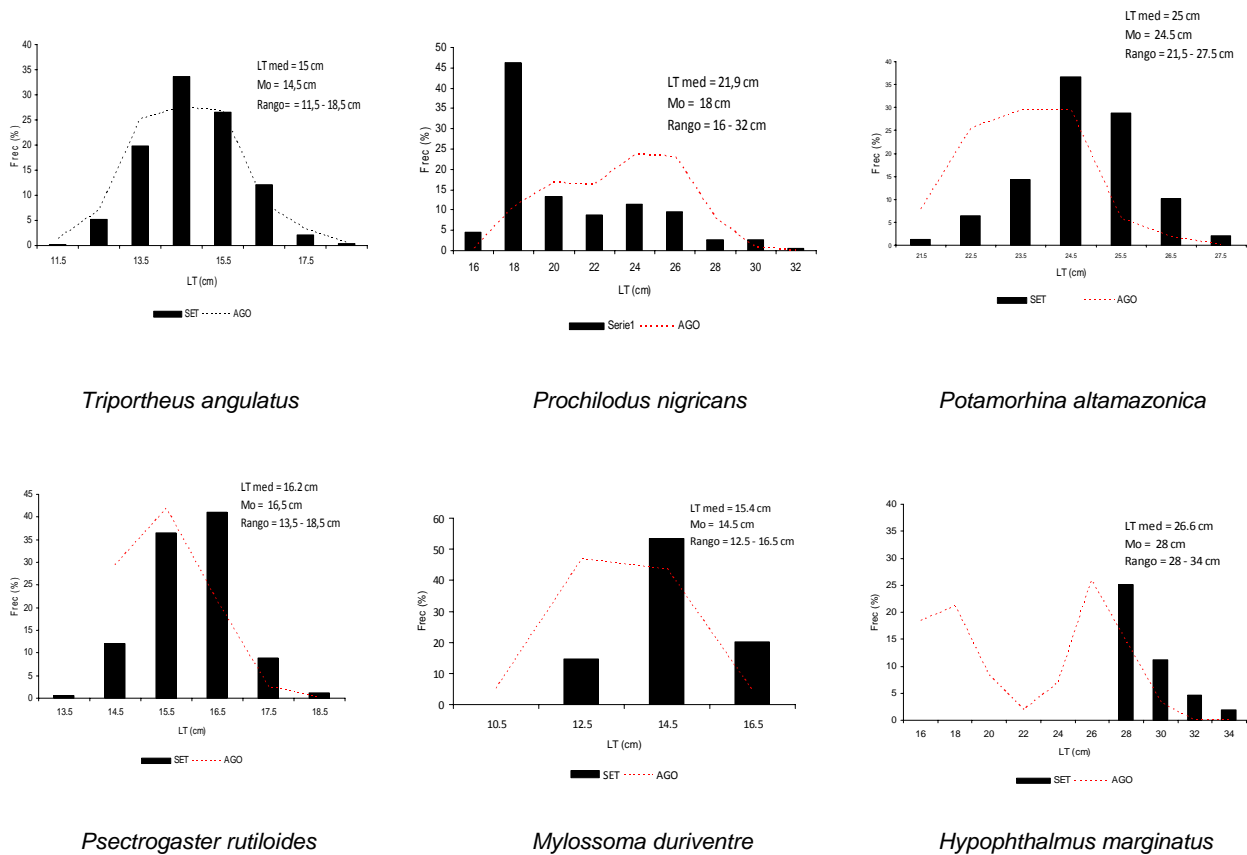 LT med = 15 cm
Mo = 14,5 cm
Rango= = 11,5 - 18,5 cm
Frec (%)
40
35
30
25
20
15
10
5
0
11.5 13.5 15.5 17.5
LT (cm)
SET AGO
Triportheus angulatus
LT med = 21,9 cm
Mo = 18 cm
Rango = 16 - 32 cm
Frec (%)
50
45
40
35
30
25
20
15
10
5
0
16 18 20 22 24 26 28 30 32
LT (cm)
Serie1 AGO
Prochilodus nigricans
LT med = 25 cm
Mo = 24.5 cm
Rango = 21,5 - 27.5 cm
Frec (%)
40
35
30
25
20
15
10
5
0
21.5 22.5 23.5 24.5 25.5 26.5 27.5
LT (cm)
SET AGO
Potamorhina altamazonica
LT med = 16.2 cm
Mo = 16,5 cm
Rango = 13,5 - 18,5 cm
Frec (%)
45
40
35
30
25
20
15
10
5
0
13.5 14.5 15.5 16.5 17.5 18.5
LT (cm)
SET AGO
Psectrogaster rutiloides
LT med = 15.4 cm
Mo = 14.5 cm
Rango = 12.5 - 16.5 cm
Frec (%)
60
50
40
30
20
10
0
10.5 12.5 14.5 16.5
LT (cm)
SET AGO
Mylossoma duriventre
LT med = 26.6 cm
Mo = 28 cm
Rango = 28 - 34 cm
Frec (%)
40
35
30
25
20
15
10
5
0
16 18 20 22 24 26 28 30 32 34
LT (cm)
SET AGO
Hypophthalmus marginatus